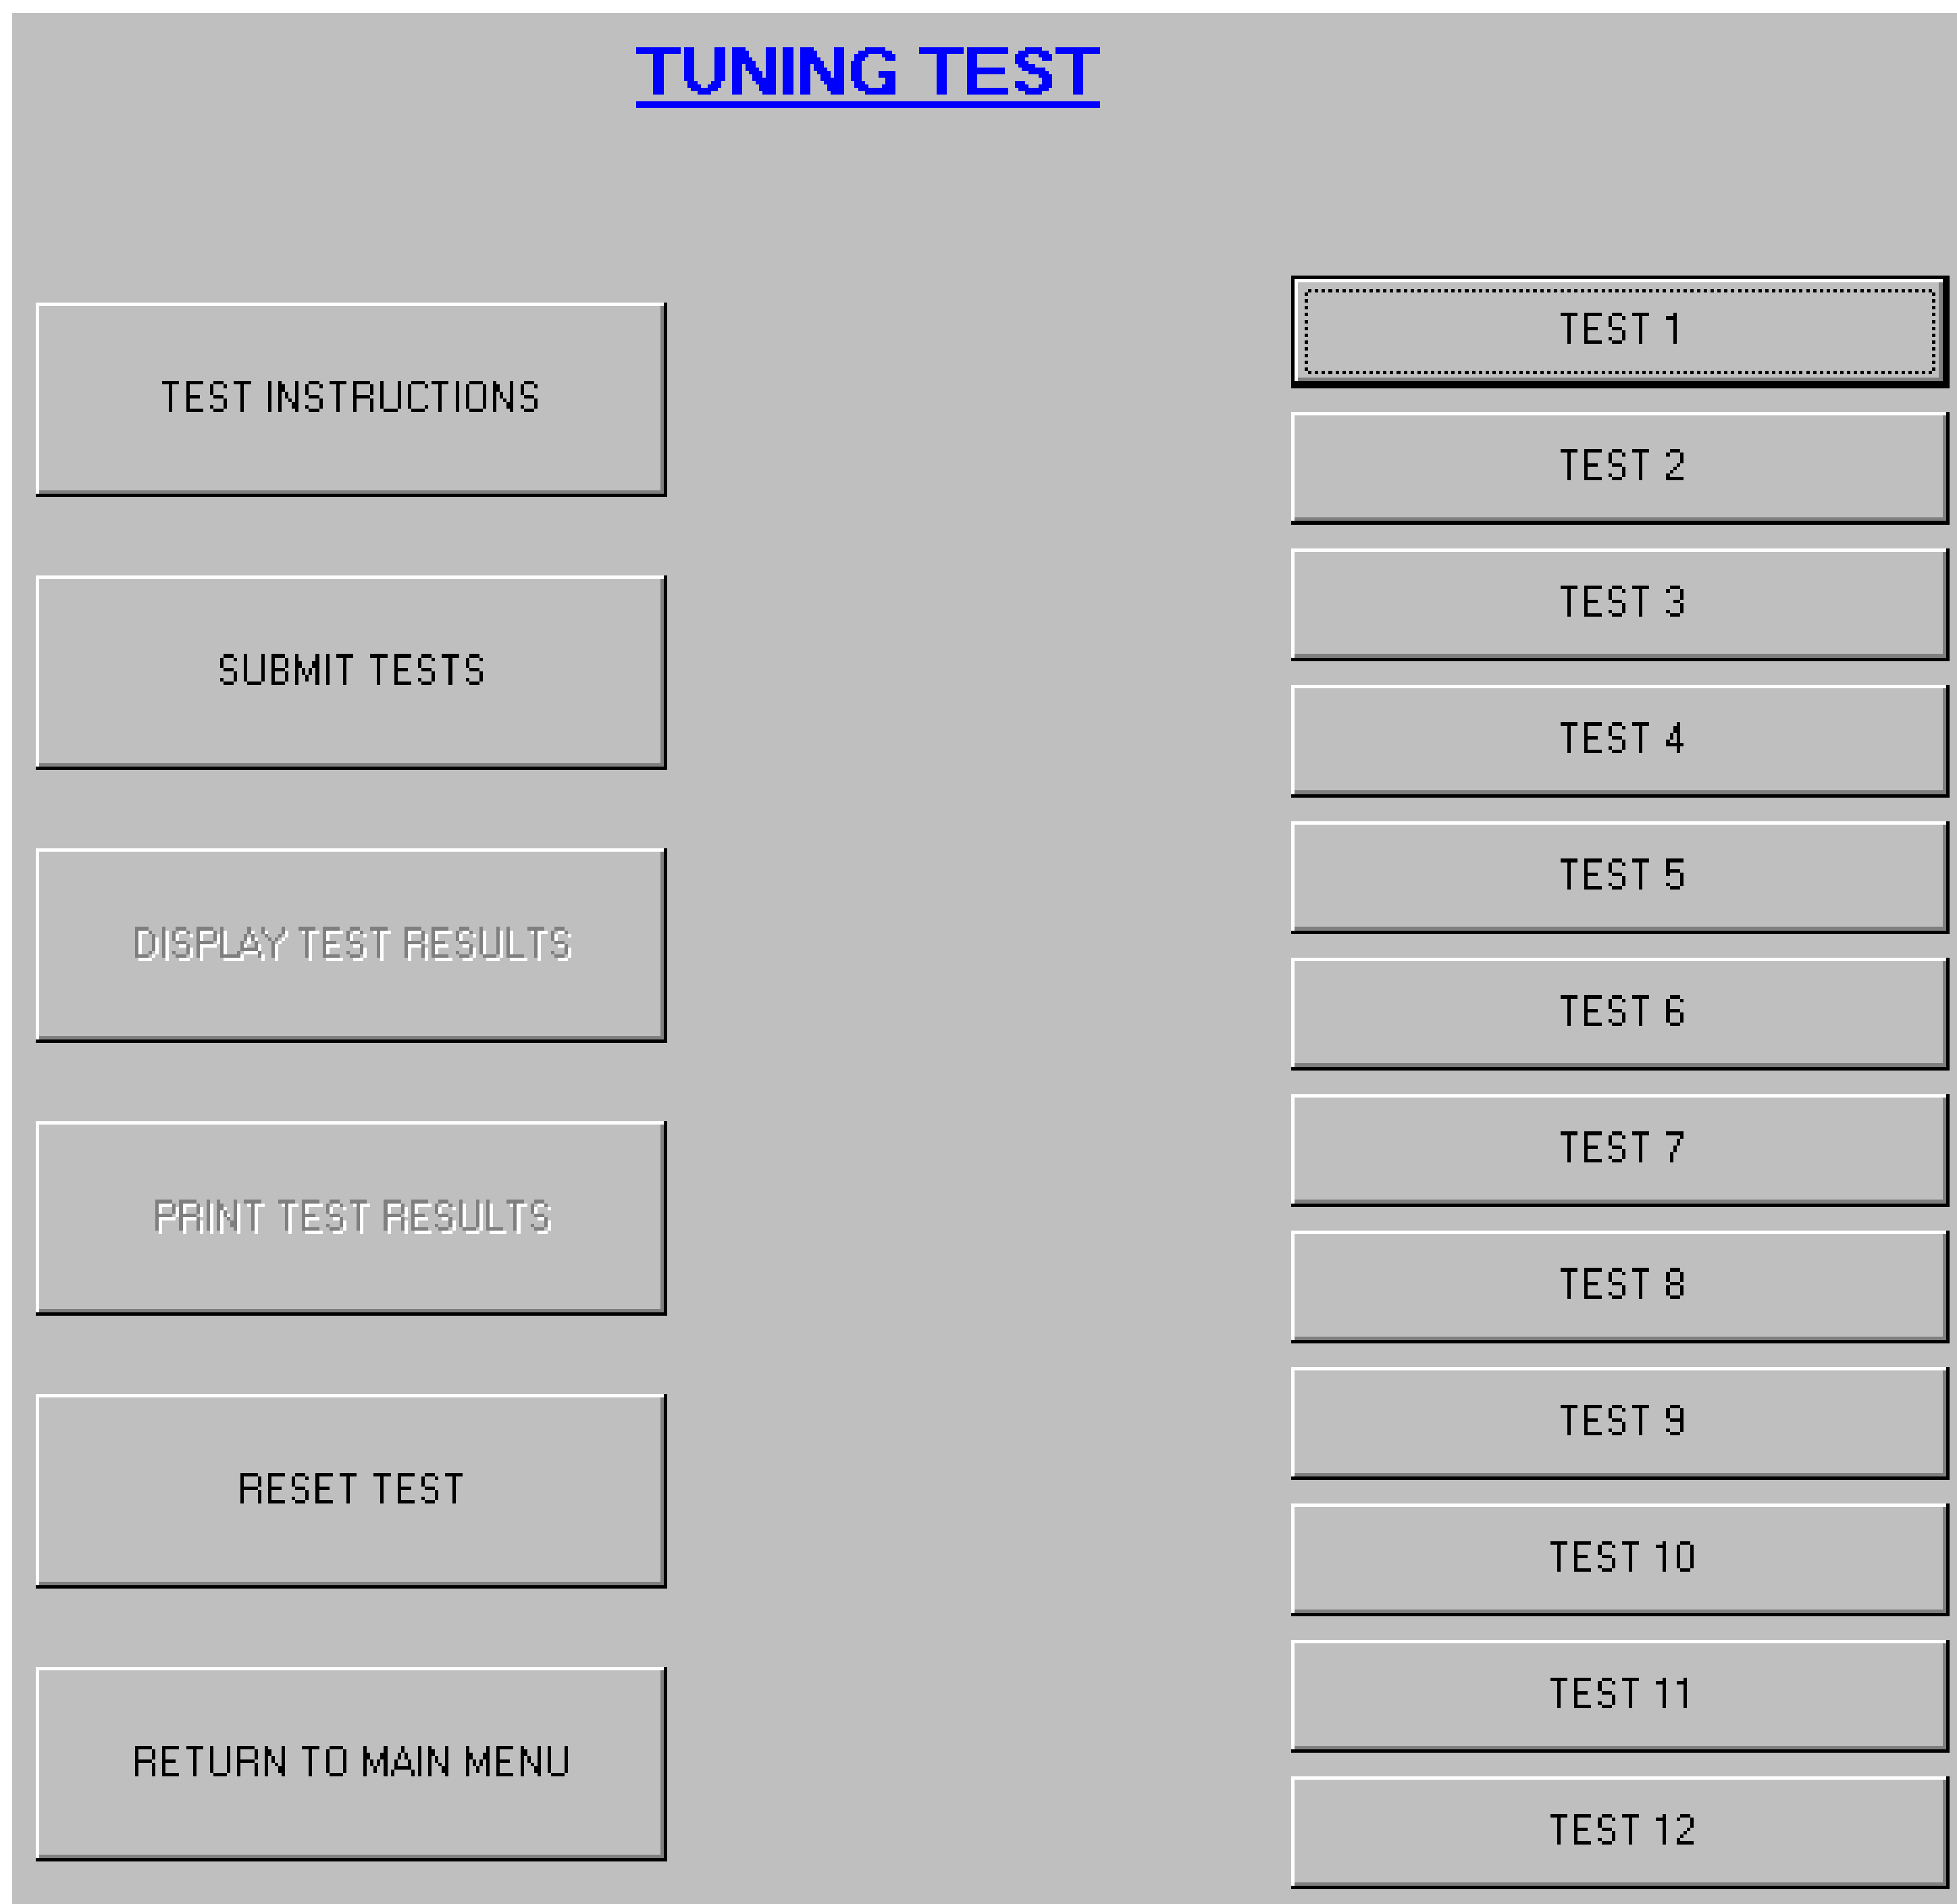 TUNING TEST
TEST INSTRUCTIONS
SUBMIT TESTS
DISPLAY TEST RESULTS
PRINT TEST RESULTS
RESET TEST
RETURN TO MAIN MENU
TEST 1
TEST 2
TEST 3
TEST 4
TEST 5
TEST 6
TEST 7
TEST 8
TEST 9
TEST 10
TEST 11
TEST 12